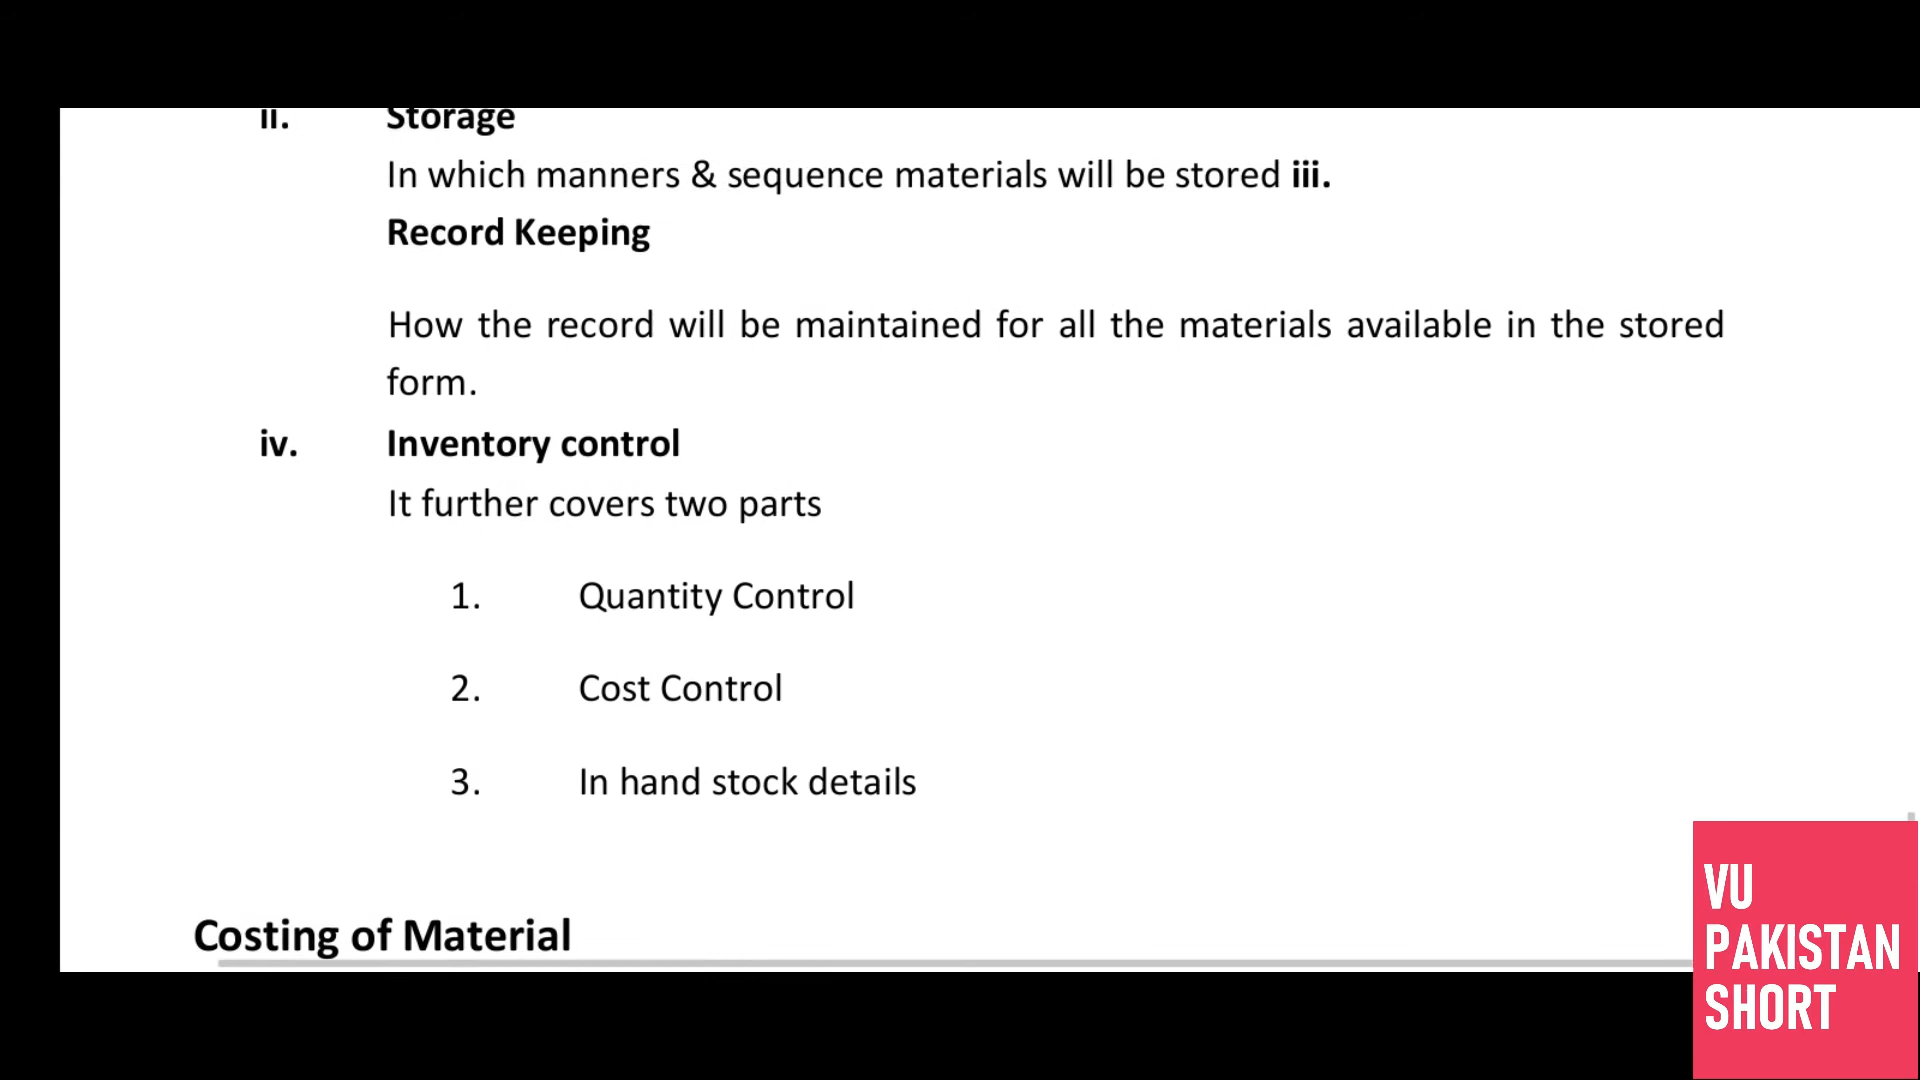 ii. Storage
In which manners & sequence materials will be stored iii.
Record Keeping
How the record will be maintained for all the materials available in the stored
form.
iv. Inventory control
It further covers two parts
1. Quantity Control
2. Cost Control
3. In hand stock details
Costing of Material
VU
PAKISTAN
SHORT